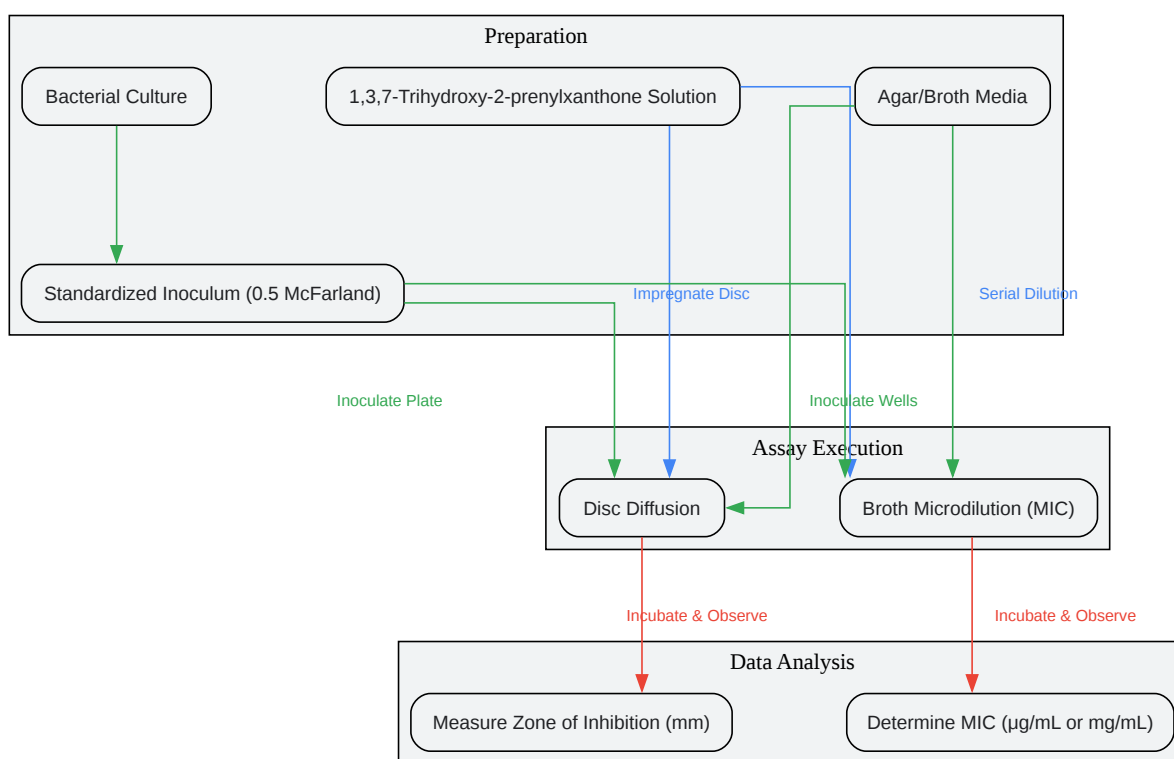 Preparation
Bacterial Culture
1,3,7-Trihydroxy-2-prenylxanthone Solution
Agar/Broth Media
Standardized Inoculum (0.5 McFarland)
Impregnate Disc
Serial Dilution
Inoculate Plate
Inoculate Wells
Assay Execution
Disc Diffusion
Broth Microdilution (MIC)
Incubate & Observe
Incubate & Observe
Data Analysis
Measure Zone of Inhibition (mm)
Determine MIC (µg/mL or mg/mL)